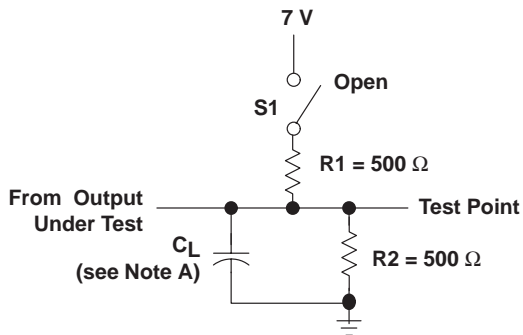 7 V
Open
S1
R1 = 500 Ω
From Output
Under Test
Test Point
CL
(see Note A)
R2 = 500 Ω